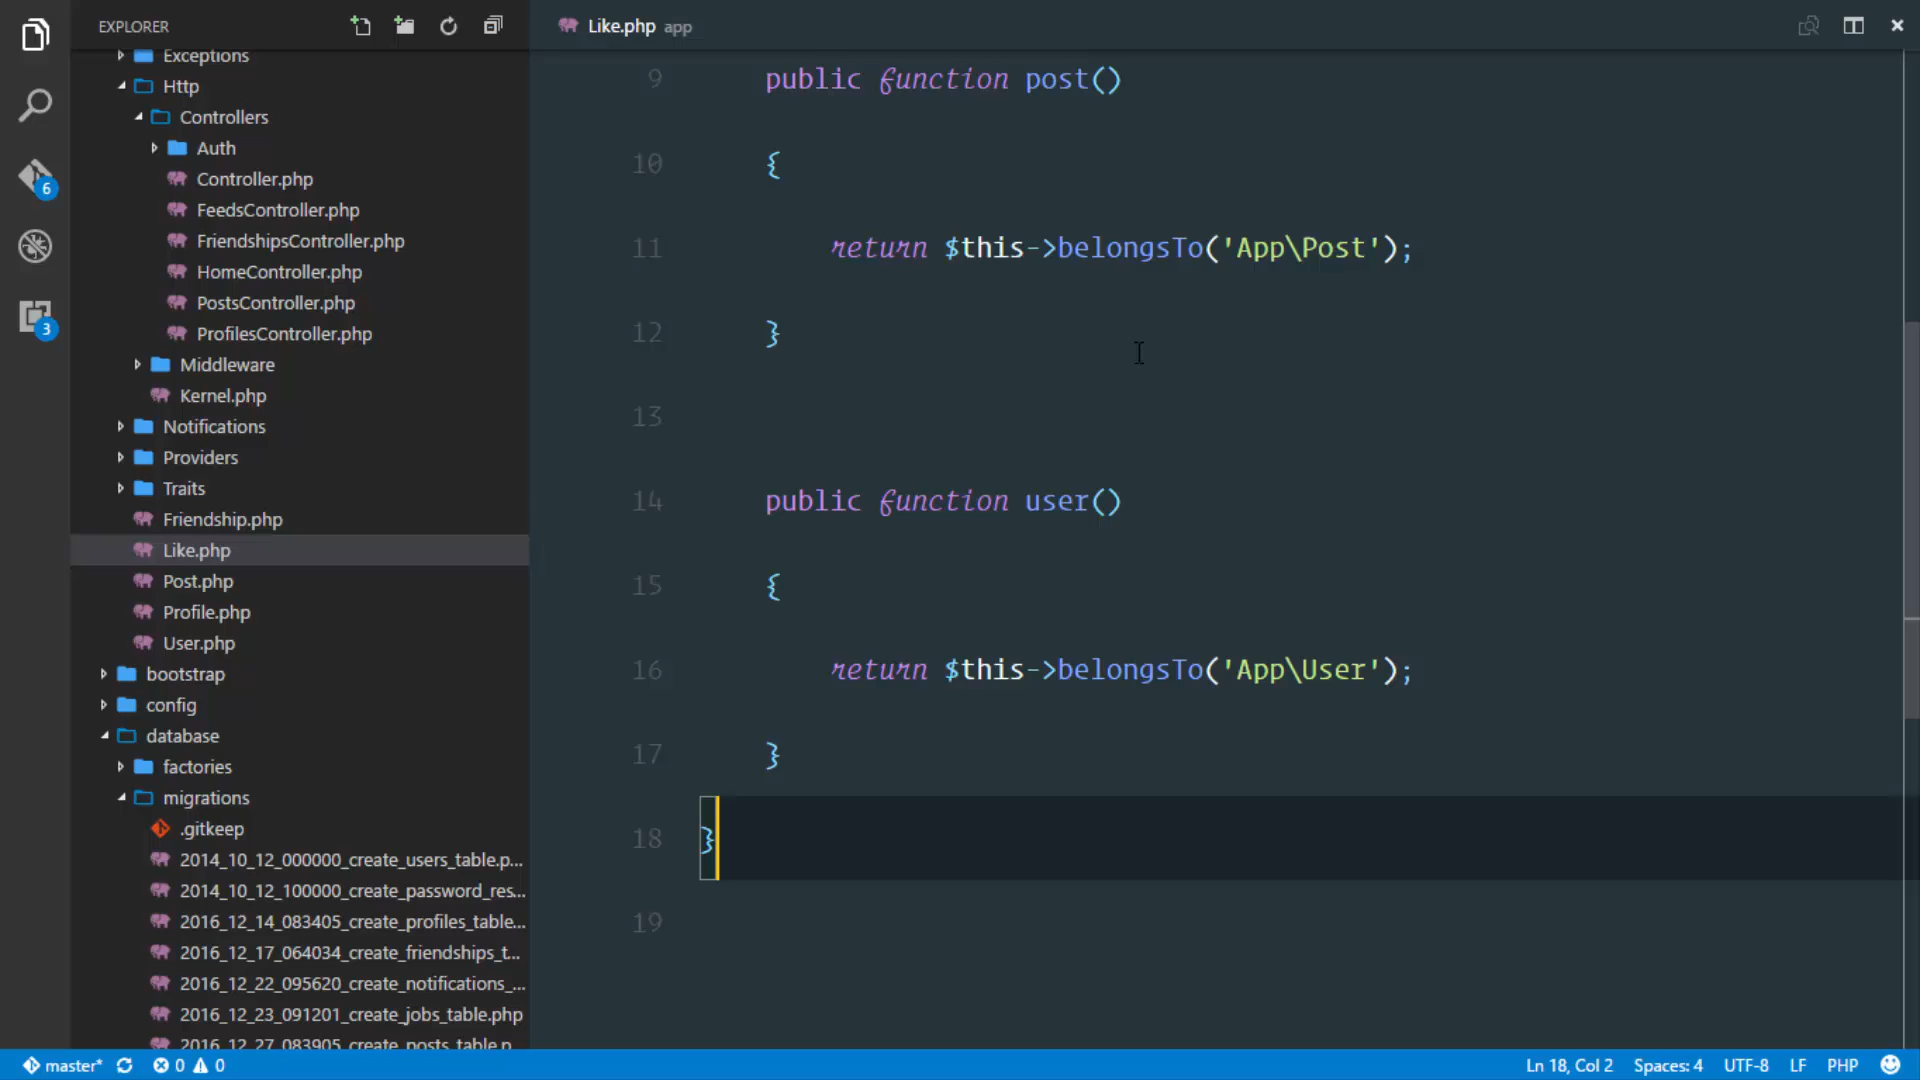 EXPLORER
Exceptions
Http
Controllers
Auth
Controller.php
FeedsController.php
FriendshipsController.php
HomeController.php
PostsController.php
ProfilesController.php
Middleware
Kernel.php
Notifications
Providers
Traits
Friendship.php
Like.php
Post.php
Profile.php
User.php
bootstrap
config
database
factories
migrations
.gitkeep
2014_10_12_000000_create_users_table.p...
2014_10_12_100000_create_password_res...
2016_12_14_083405_create_profiles_table...
2016_12_17_064034_create_friendships_t...
2016_12_22_095620_create_notifications_...
2016_12_23_091201_create_jobs_table.php
2016_12_27_083905_create_posts_table.p...
6
3
Like.php app
9 public function post()
10 {
11 return $this->belongsTo('App\Post');
12 }
13
14 public function user()
15 {
16 return $this->belongsTo('App\User');
17 }
18 }
19
master* 0 0 Ln 18, Col 2 Spaces: 4 UTF-8 LF PHP